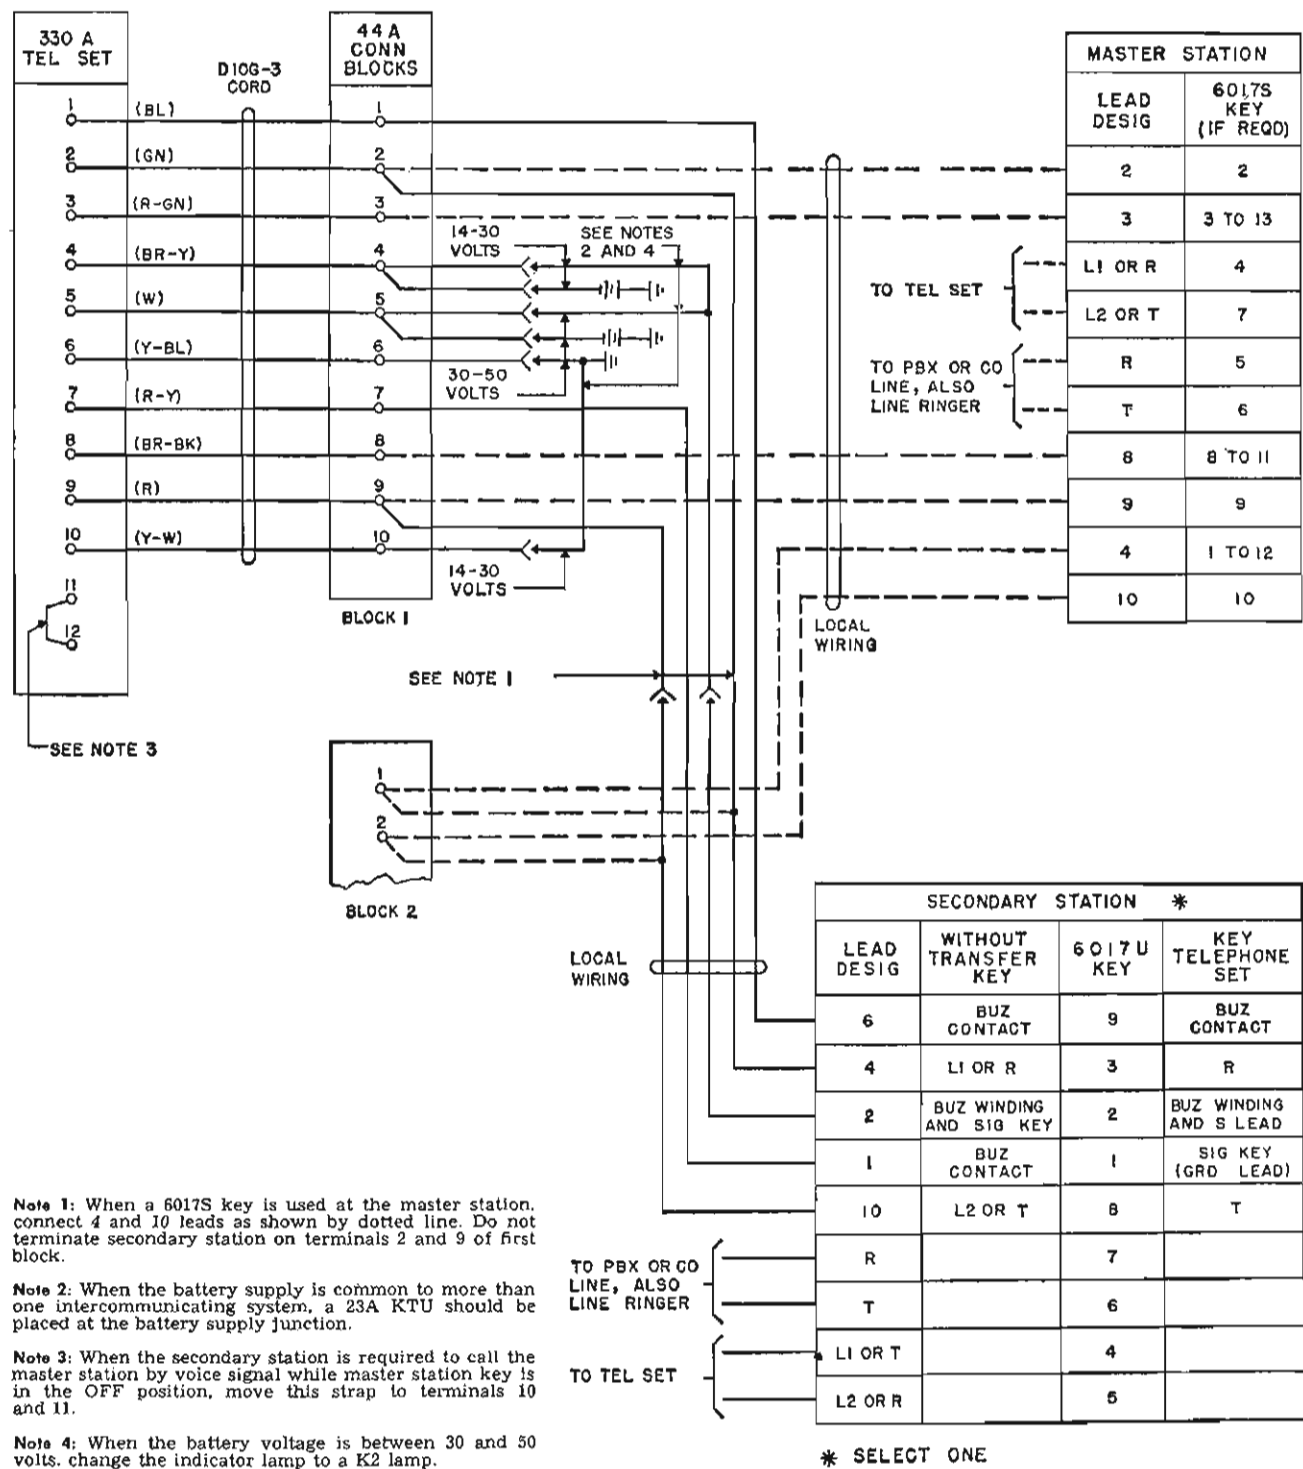 330 A
TEL SET
D10G-3
CORD
44A
CONN
BLOCKS
1
(BL)
1
2
(GN)
2
3
(R-GN)
3
4
(BR-Y)
4
5
(W)
5
6
(Y-BL)
6
7
(R-Y)
7
8
(BR-BK)
8
9
(R)
9
10
(Y-W)
10
11
12
14-30
VOLTS
SEE NOTES
2 AND 4
30-50
VOLTS
14-30
VOLTS
BLOCK 1
SEE NOTE 1
SEE NOTE 3
1
2
BLOCK 2
LOCAL
WIRING
LOCAL
WIRING
MASTER STATION
LEAD
DESIG
6017S
KEY
(IF REQD)
2 2
3 3 TO 13
TO TEL SET
L1 OR R 4
L2 OR T 7
TO PBX OR CO
LINE, ALSO
LINE RINGER
R 5
T 6
8 8 TO 11
9 9
4 1 TO 12
10 10
SECONDARY STATION *
LEAD
DESIG
WITHOUT
TRANSFER
KEY
6017U
KEY
KEY
TELEPHONE
SET
6
BUZ
CONTACT
9
BUZ
CONTACT
4 L1 OR R 3 R
2
BUZ WINDING
AND SIG KEY
2
BUZ WINDING
AND S LEAD
1
BUZ
CONTACT
1
SIG KEY
(GRD LEAD)
10 L2 OR T 8 T
TO PBX OR CO
LINE, ALSO
LINE RINGER
R 7
T 6
TO TEL SET
L1 OR T 4
L2 OR R 5
* SELECT ONE
Note 1: When a 6017S key is used at the master station,
connect 4 and 10 leads as shown by dotted line. Do not
terminate secondary station on terminals 2 and 9 of first
block.
Note 2: When the battery supply is common to more than
one intercommunicating system, a 23A KTU should be
placed at the battery supply junction.
Note 3: When the secondary station is required to call the
master station by voice signal while master station key is
in the OFF position, move this strap to terminals 10
and 11.
Note 4: When the battery voltage is between 30 and 50
volts. change the indicator lamp to a K2 lamp.